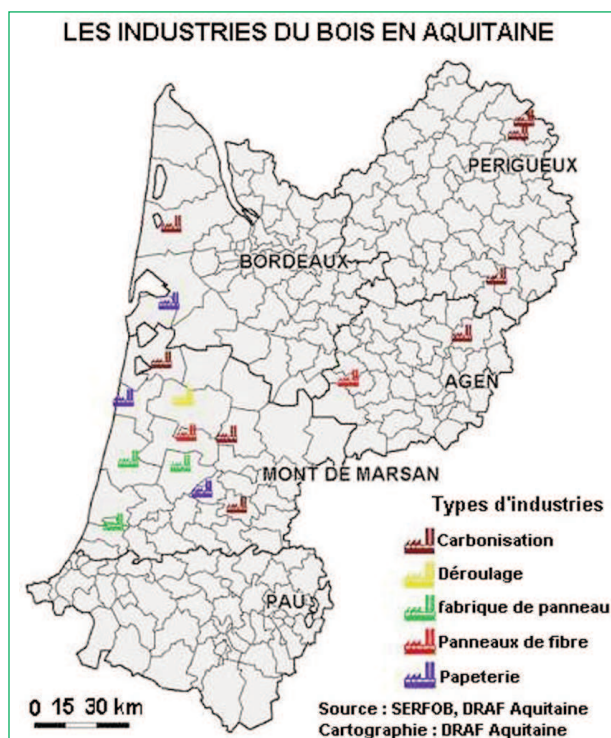 LES INDUSTRIES DU BOIS EN AQUITAINE
PERIGUEUX
BORDEAUX
AGEN
MONT DE MARSAN
PAU
Types d'industries
Carbonisation
Déroulage
fabrique de panneau
Panneaux de fibre
Papeterie
0 15 30 km
Source : SERFOB, DRAF Aquitaine
Cartographie : DRAF Aquitaine